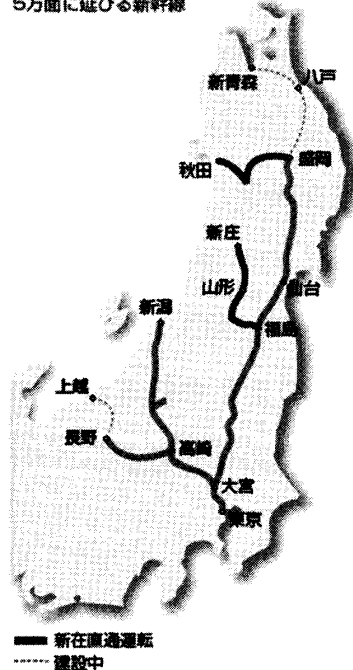 5方面に延びる新幹線
新青森
八戸
盛岡
秋田
新庄
山形
仙台
新潟
福島
上越
長野
高崎
大宮
東京
新在直通運転
建設中